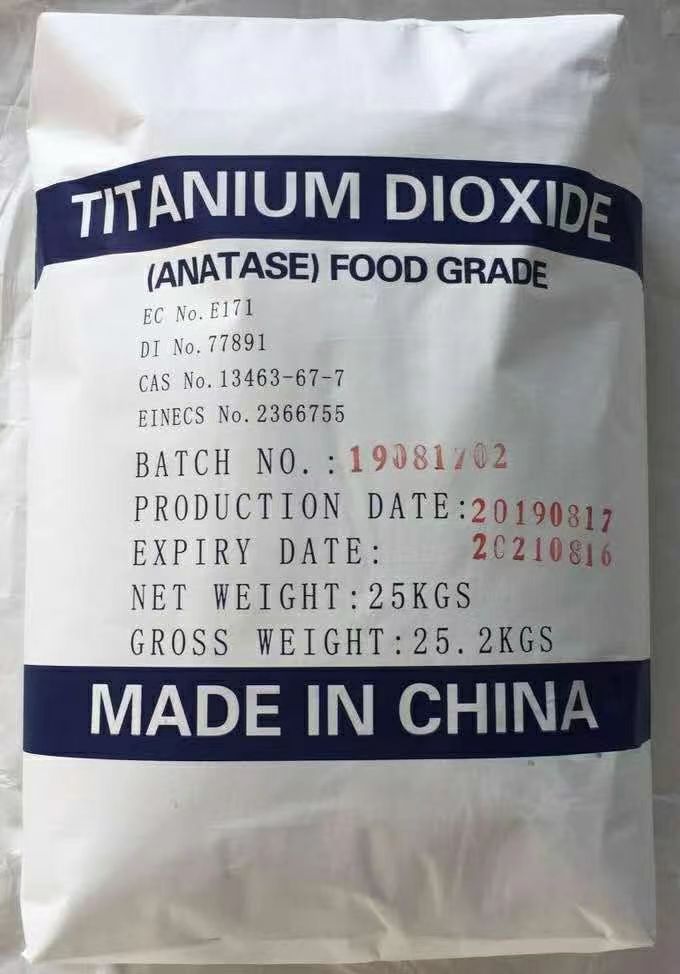 TITANIUM DIOXIDE
(ANATASE) FOOD GRADE
EC No.E171
DI No.77891
CAS No.13463-67-7
EINECS No.2366755
BATCH NO.:19081702
PRODUCTION DATE:20190817
EXPIRY DATE: 20210816
NET WEIGHT:25KGS
GROSS WEIGHT:25.2KGS
MADE IN CHINA